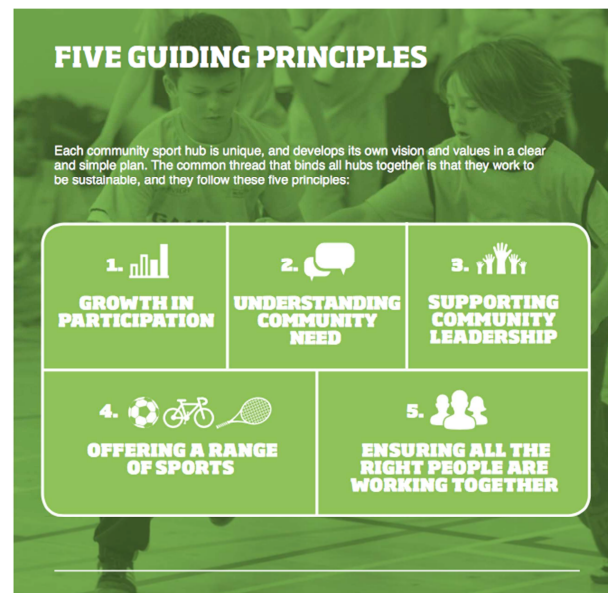 FIVE GUIDING PRINCIPLES
Each community sport hub is unique, and develops its own vision and values in a clear
and simple plan. The common thread that binds all hubs together is that they work to
be sustainable, and they follow these five principles:
1.
GROWTH IN
PARTICIPATION
2.
UNDERSTANDING
COMMUNITY
NEED
3.
SUPPORTING
COMMUNITY
LEADERSHIP
4.
OFFERING A RANGE
OF SPORTS
5.
ENSURING ALL THE
RIGHT PEOPLE ARE
WORKING TOGETHER